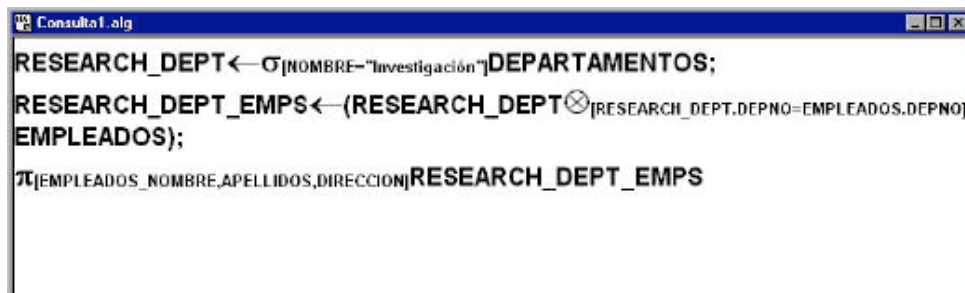 Consulta1.alg
RESEARCH_DEPT←σ[NOMBRE="Investigación"]DEPARTAMENTOS;
RESEARCH_DEPT_EMPS←(RESEARCH_DEPT⊗[RESEARCH_DEPT.DEPNO=EMPLEADOS.DEPNO]
EMPLEADOS);
π[EMPLEADOS_NOMBRE,APELLIDOS,DIRECCION]RESEARCH_DEPT_EMPS